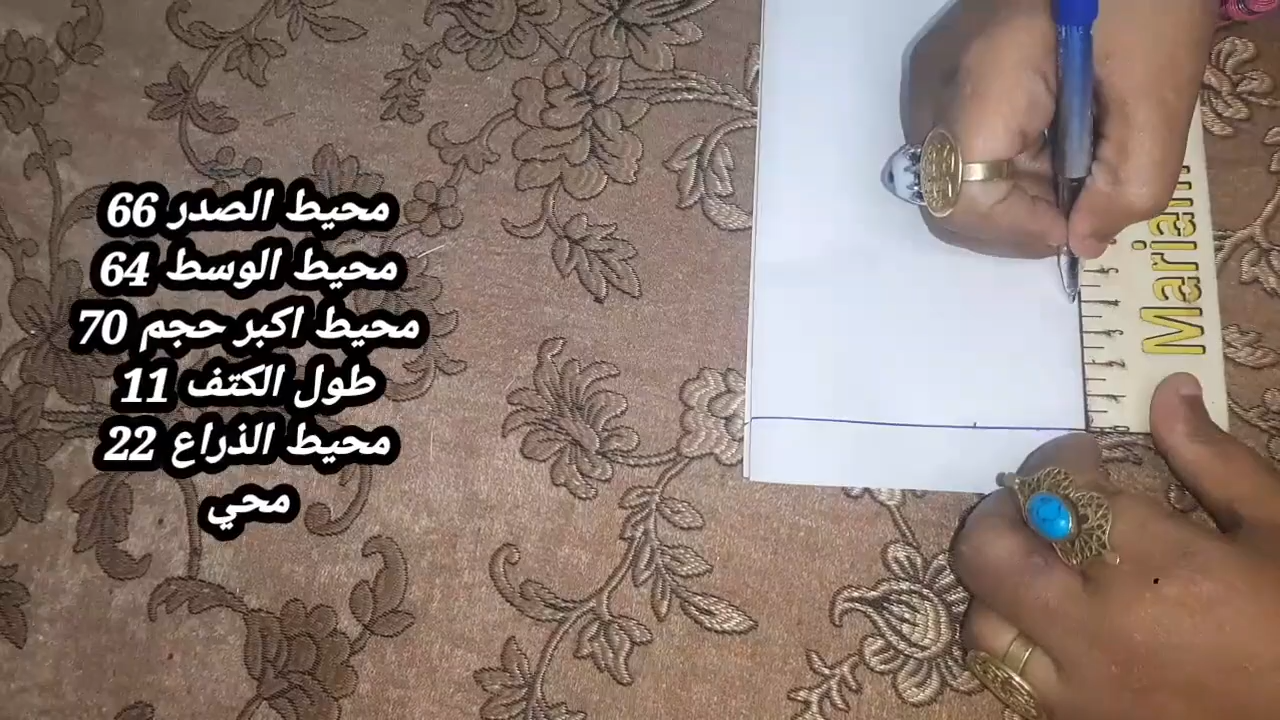 محيط الصدر 66
محيط الوسط 64
محيط اكبر حجم 70
طول الكتف 11
محيط الذراع 22
محي
Mariam